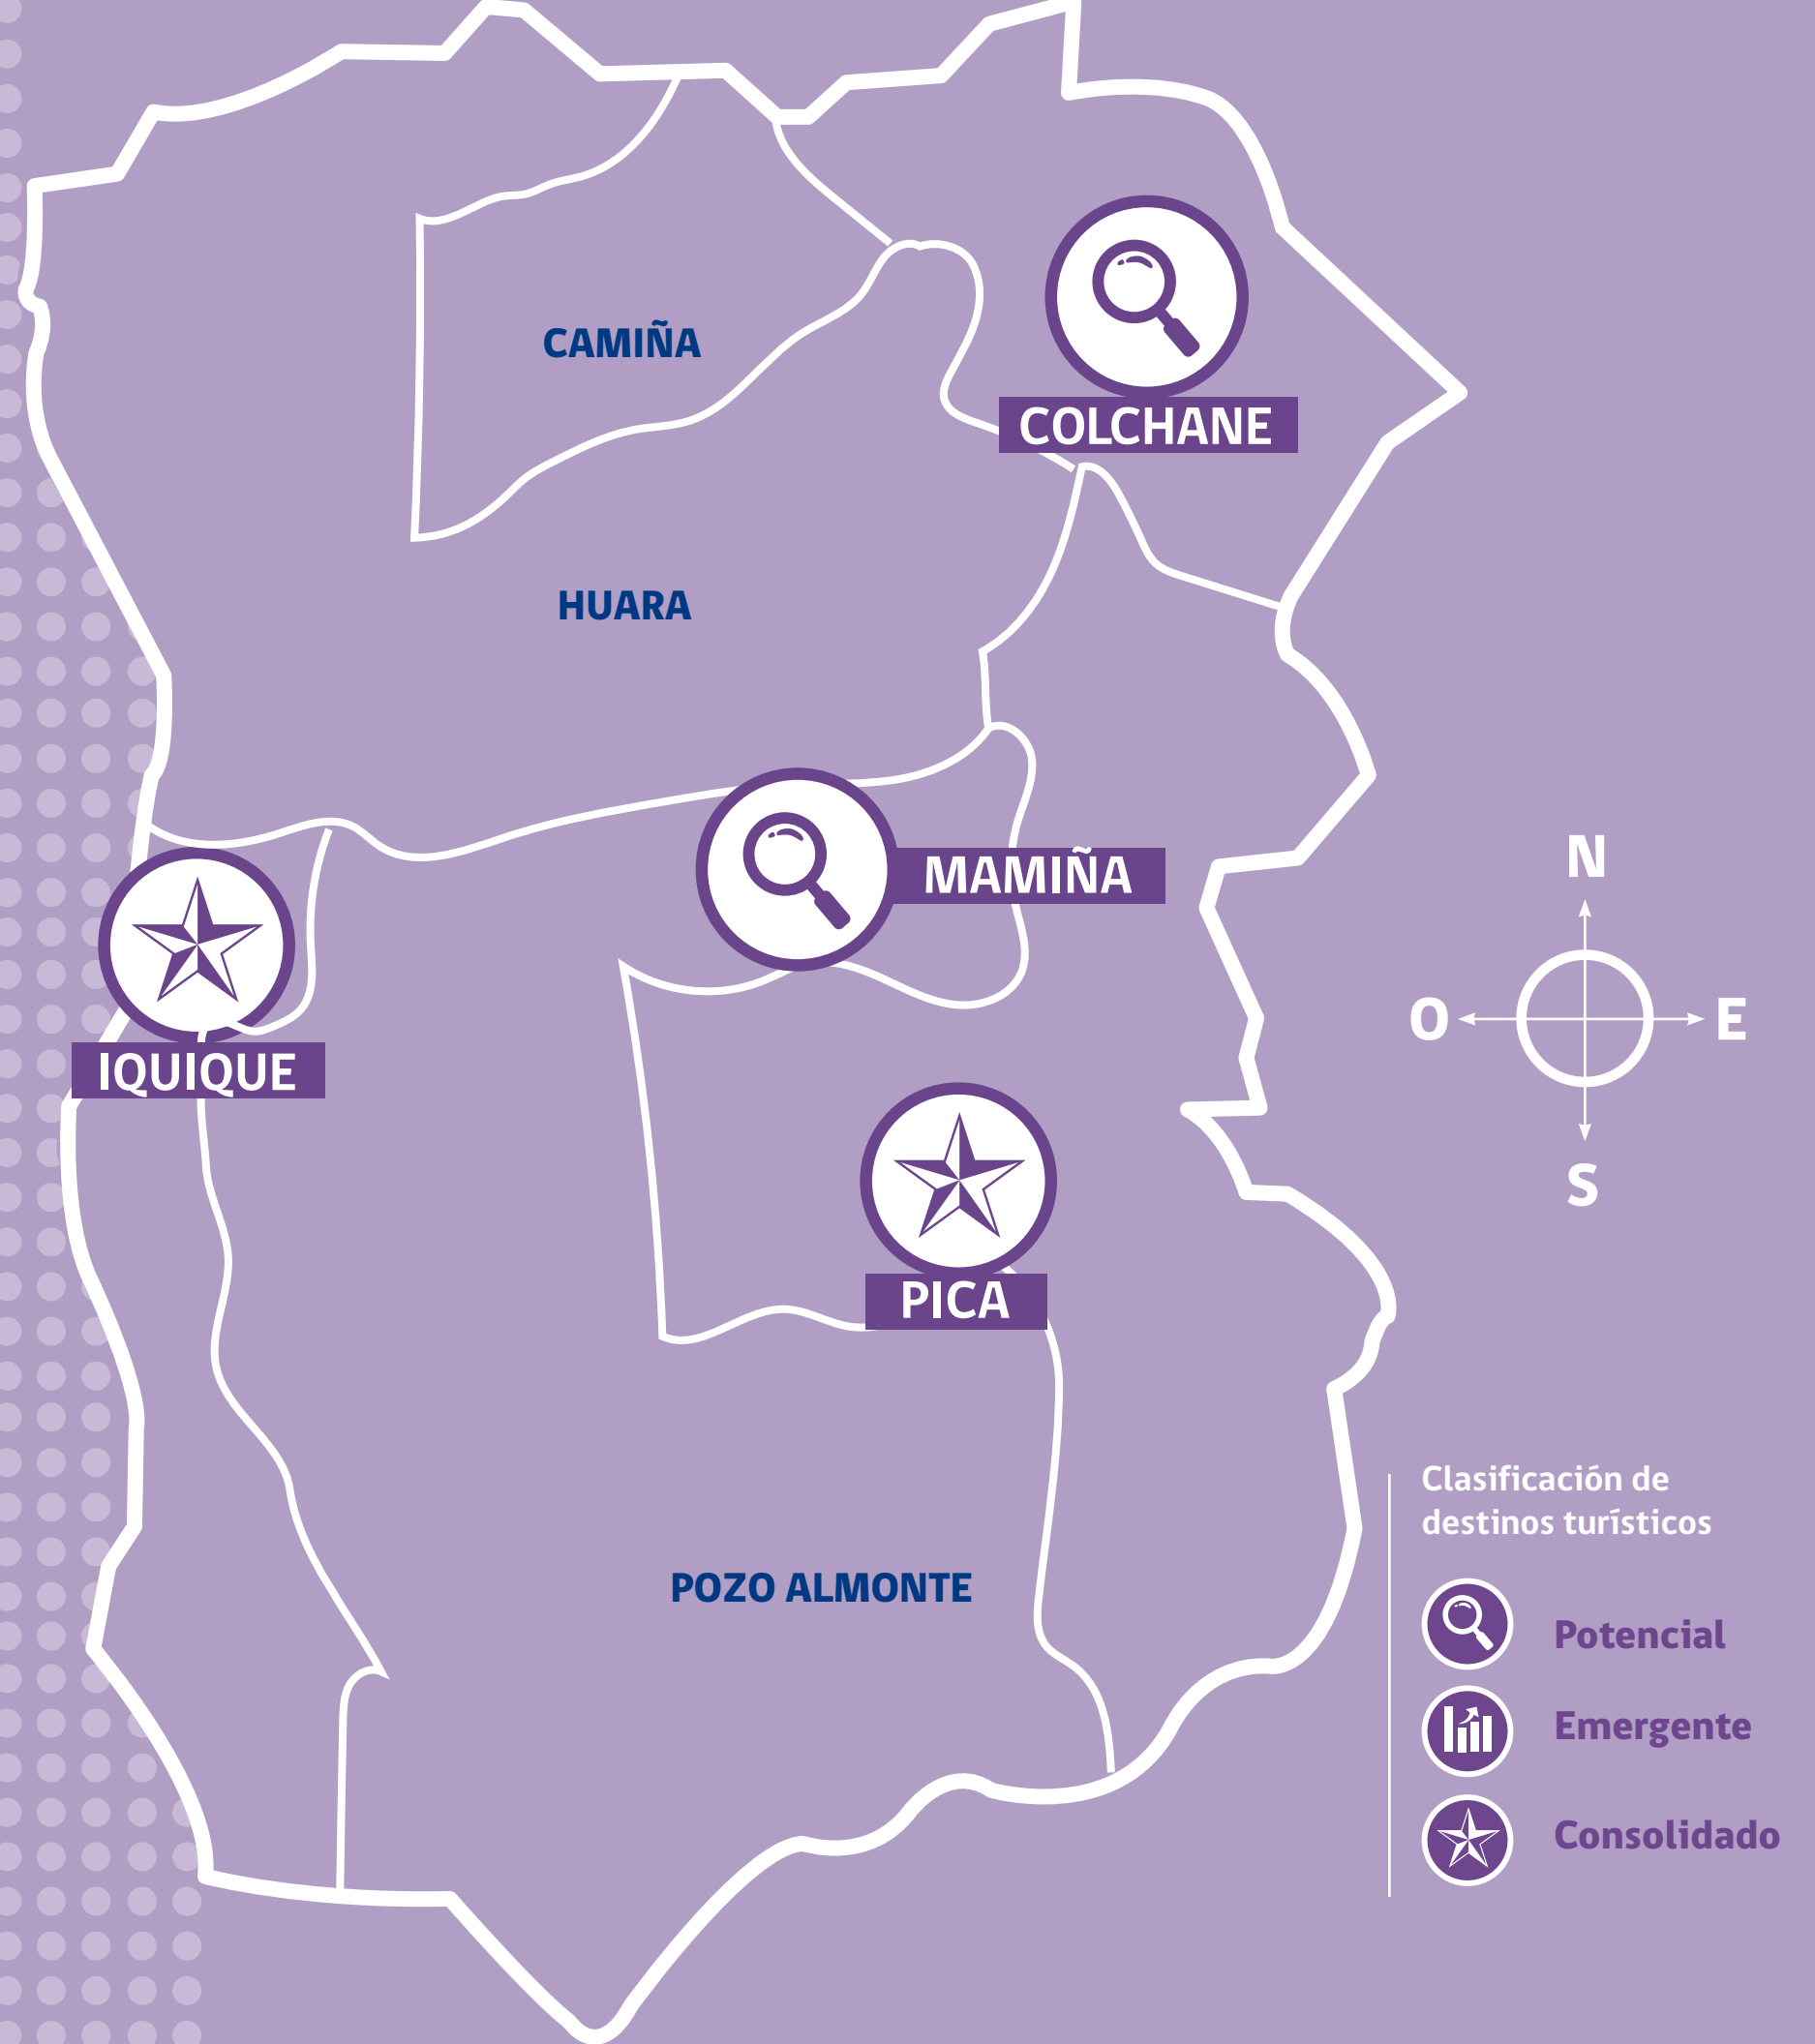 CAMIÑA
COLCHANE
HUARA
MAMIÑA
IQUIQUE
PICA
POZO ALMONTE
N
O
E
S
Clasificación de
destinos turísticos
Potencial
Emergente
Consolidado